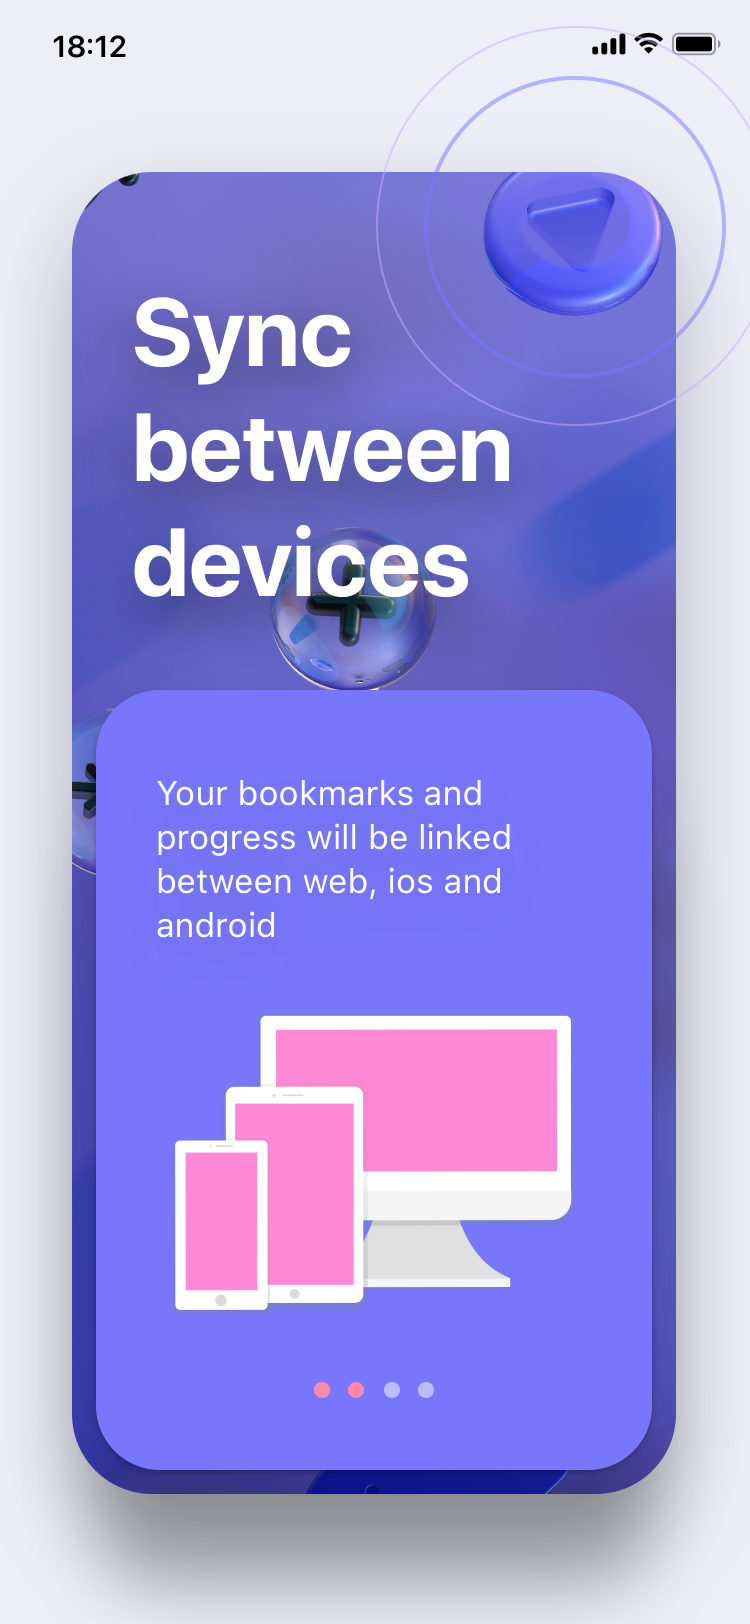 18:12
Sync
between
devices
Your bookmarks and
progress will be linked
between web, ios and
android